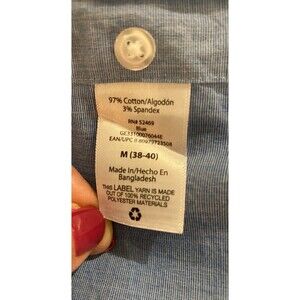 97% Cotton/Algodón
3% Spandex
RN# 52469
Blue
M (38-40)
Made In/Hecho En
Bangladesh
This LABEL YARN IS MADE
OUT OF 100% RECYCLED
POLYESTER MATERIALS